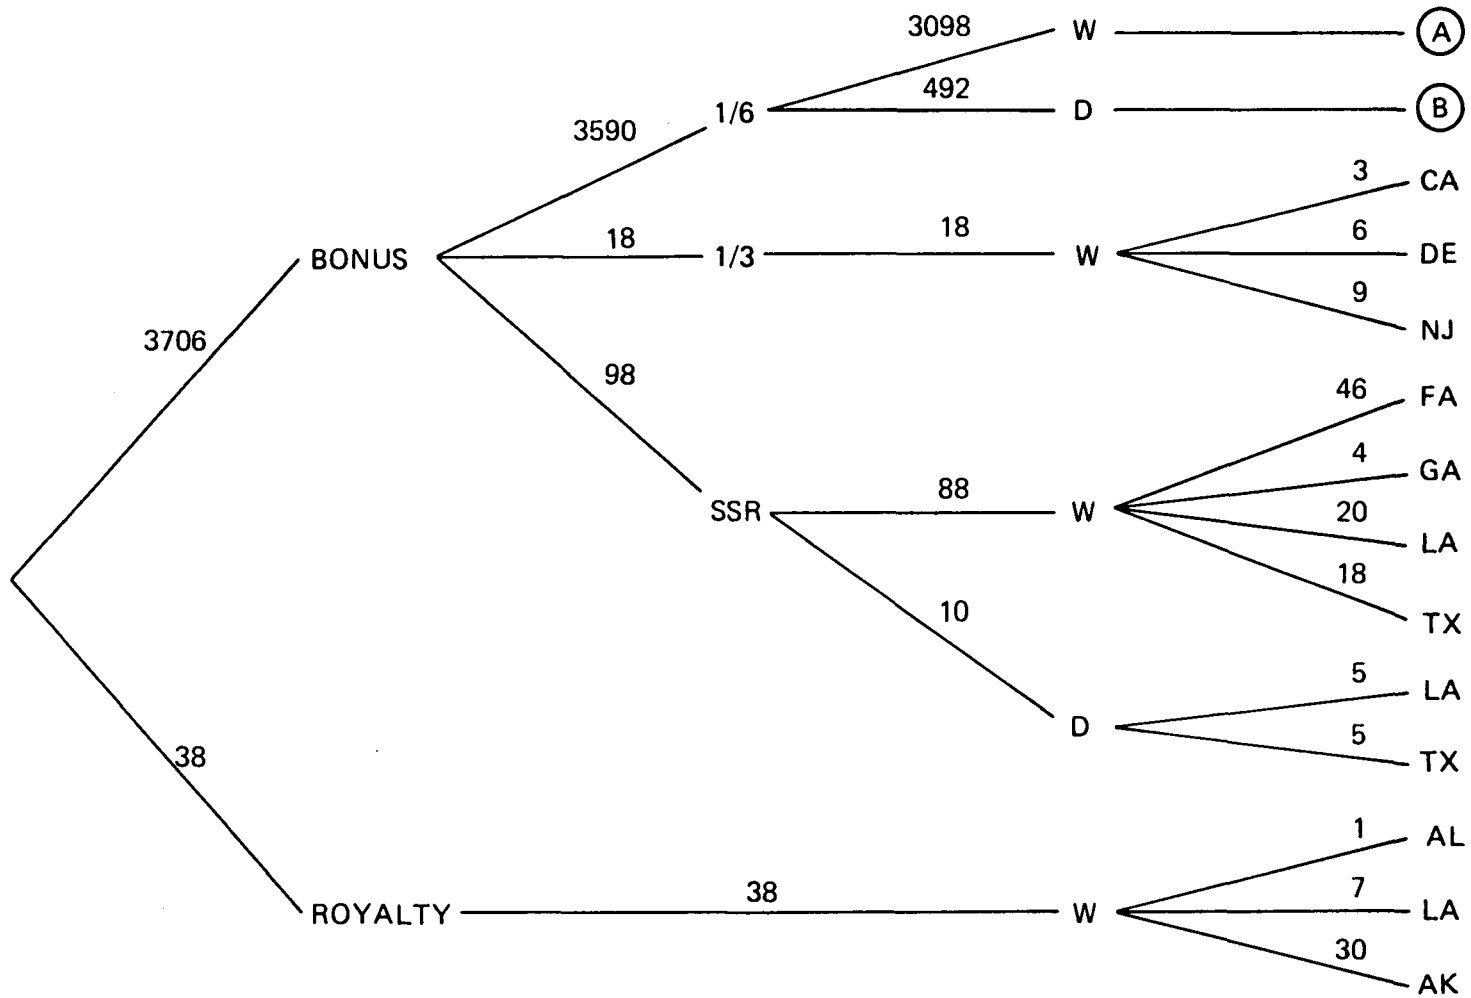 3098 W A
492
1/6 D B
3590
3 CA
18 18 6
BONUS 1/3 W DE
9
NJ
3706
98
46 FA
4 GA
88 20
SSR W LA
18
TX
10
5 LA
D 5
TX
38
1 AL
38 7
ROYALTY W LA
30
AK